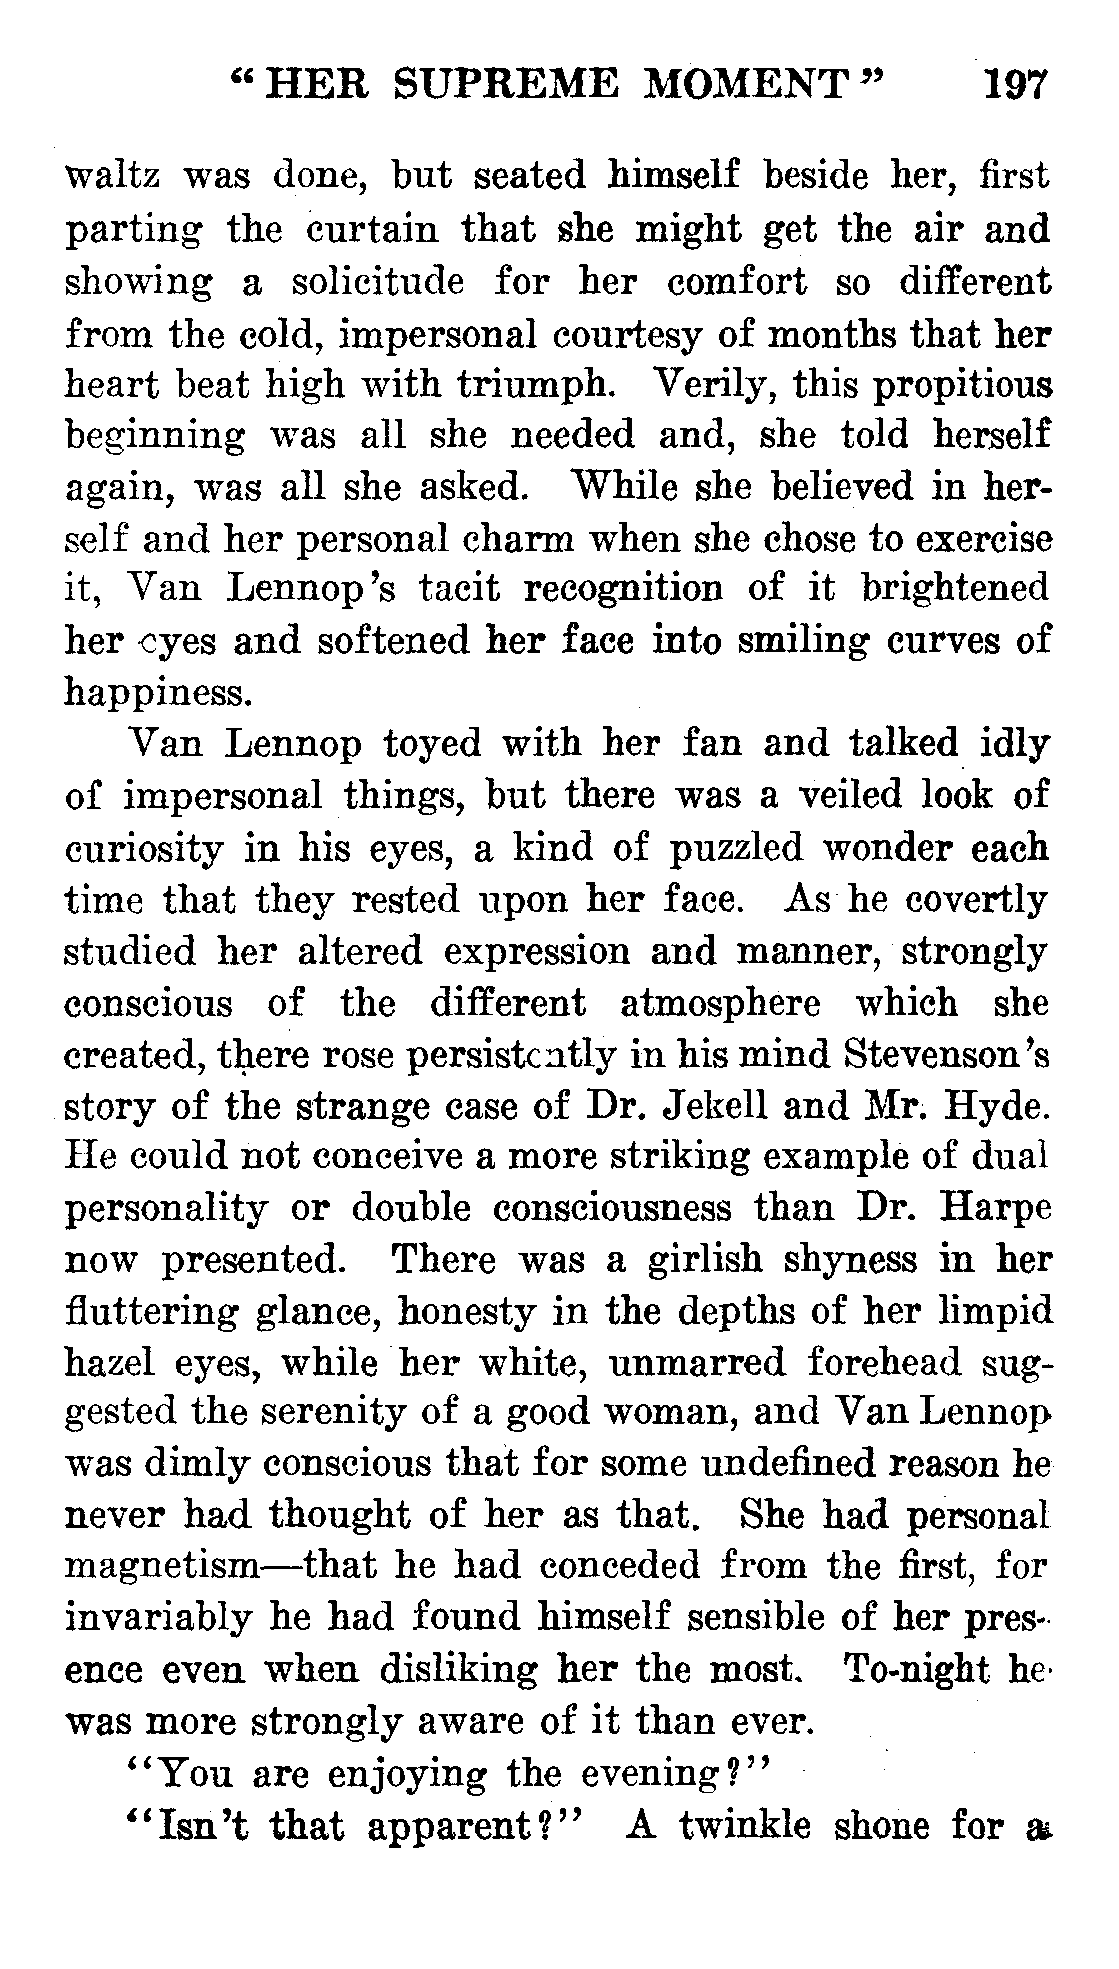 “HER SUPREME MOMENT” 197
waltz was done, but seated himself beside her, first
parting the curtain that she might get the air and
showing a solicitude for her comfort so different
from the cold, impersonal courtesy of months that her
heart beat high with triumph. Verily, this propitious
beginning was all she needed and, she told herself
again, was all she asked. While she believed in her-
self and her personal charm when she chose to exercise
it, Van Lennop’s tacit recognition of it brightened
her eyes and softened her face into smiling curves of
happiness.
Van Lennop toyed with her fan and talked idly
of impersonal things, but there was a veiled look of
curiosity in his eyes, a kind of puzzled wonder each
time that they rested upon her face. As he covertly
studied her altered expression and manner, strongly
conscious of the different atmosphere which she
created, there rose persistently in his mind Stevenson’s
story of the strange case of Dr. Jekell and Mr. Hyde.
He could not conceive a more striking example of dual
personality or double consciousness than Dr. Harpe
now presented. There was a girlish shyness in her
fluttering glance, honesty in the depths of her limpid
hazel eyes, while her white, unmarred forehead sug-
gested the serenity of a good woman, and Van Lennop
was dimly conscious that for some undefined reason he
never had thought of her as that. She had personal
magnetism—that he had conceded from the first, for
invariably he had found himself sensible of her pres-
ence even when disliking her the most. To-night he
was more strongly aware of it than ever.
“You are enjoying the evening?”
“Isn’t that apparent?” A twinkle shone for a